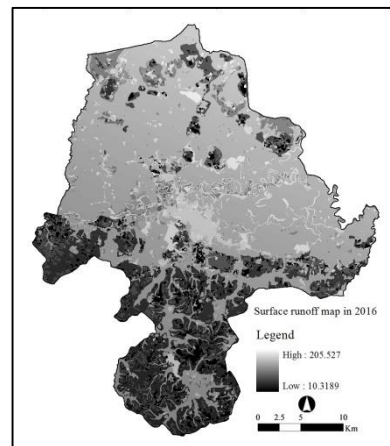 Surface runoff map in 2016
Legend
High : 205.527
Low : 10.3189
0 2.5 5 10
Km